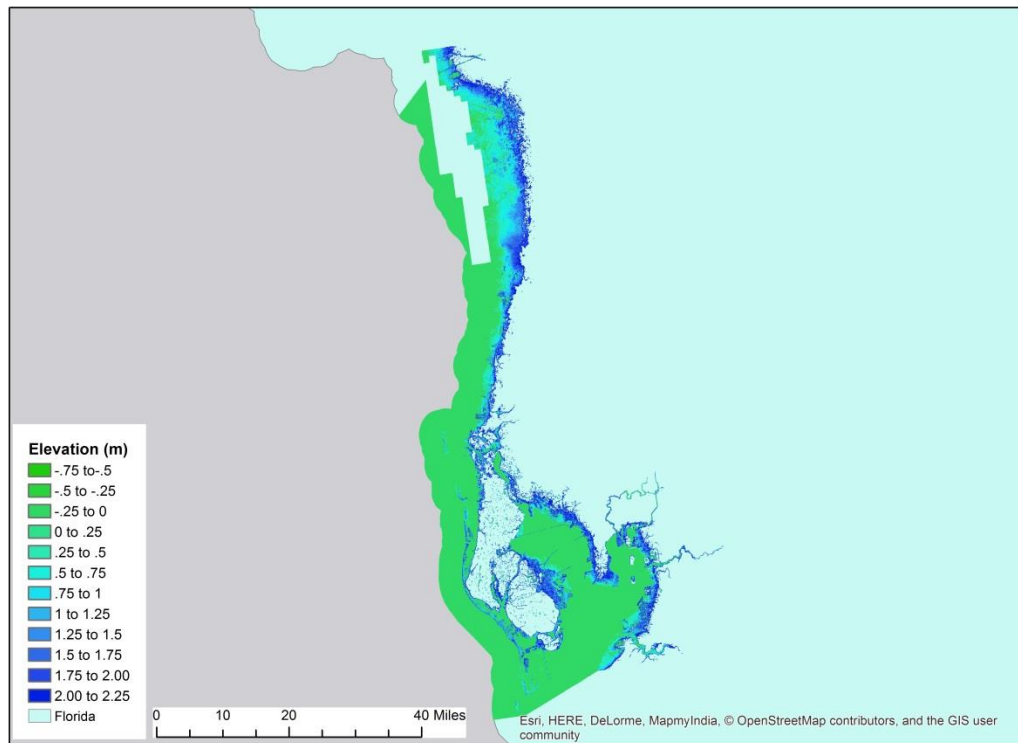 Elevation (m)
-.75 to-.5
-.5 to -.25
-.25 to 0
0 to .25
.25 to .5
.5 to .75
.75 to 1
1 to 1.25
1.25 to 1.5
1.5 to 1.75
1.75 to 2.00
2.00 to 2.25
Florida
0 10 20 40 Miles
Esri, HERE, DeLorme, MapmyIndia, © OpenStreetMap contributors, and the GIS user
community